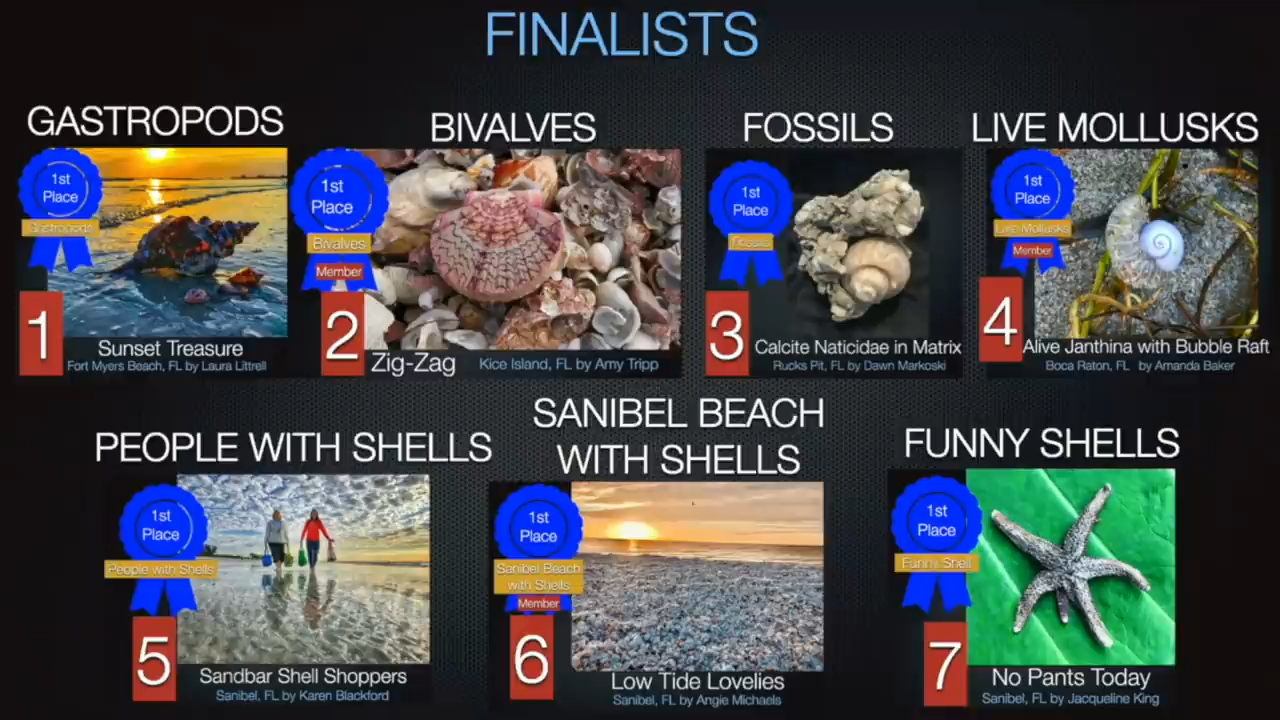 FINALISTS
GASTROPODS
1st
Place
Gastropods
1
Sunset Treasure
Fort Myers Beach, FL by Laura Littrell
BIVALVES
1st
Place
Bivalves
Member
2
Zig-Zag
Kice Island, FL by Amy Tripp
FOSSILS
1st
Place
Fossils
3
Calcite Naticidae in Matrix
Rucks Pit, FL by Dawn Markoski
LIVE MOLLUSKS
1st
Place
Live Mollusks
Member
4
Alive Janthina with Bubble Raft
Boca Raton, FL by Amanda Baker
PEOPLE WITH SHELLS
1st
Place
People with Shells
5
Sandbar Shell Shoppers
Sanibel, FL by Karen Blackford
SANIBEL BEACH
WITH SHELLS
1st
Place
Sanibel Beach
with Shells
Member
6
Low Tide Lovelies
Sanibel, FL by Angie Michaels
FUNNY SHELLS
1st
Place
Funny Shell
7
No Pants Today
Sanibel, FL by Jacqueline King